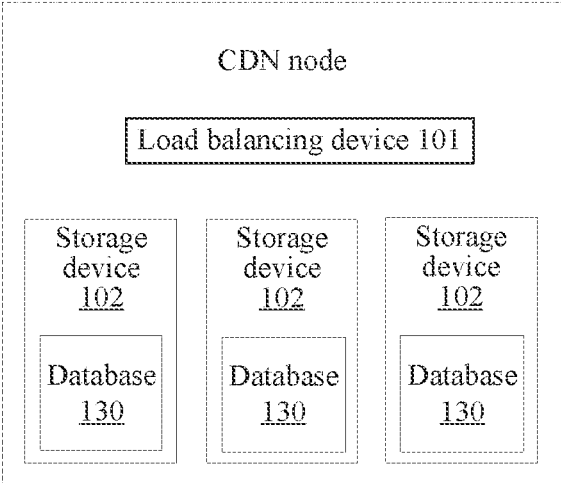 CDN node
Load balancing device 101
Storage
device
102
Database
130
Storage
device
102
Database
130
Storage
device
102
Database
130